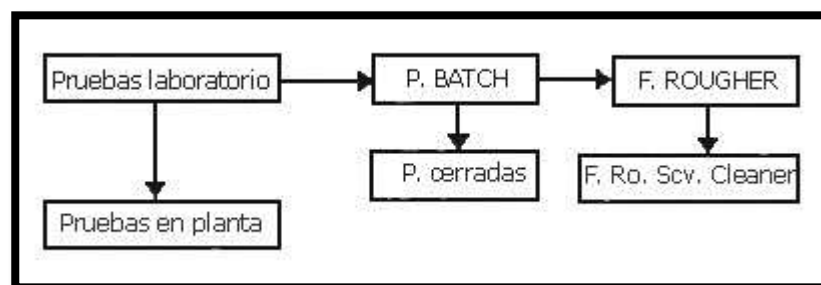 Pruebas laboratorio
P. BATCH
F. ROUGHER
P. cerradas
F. Ro. Scv. Cleaner
Pruebas en planta